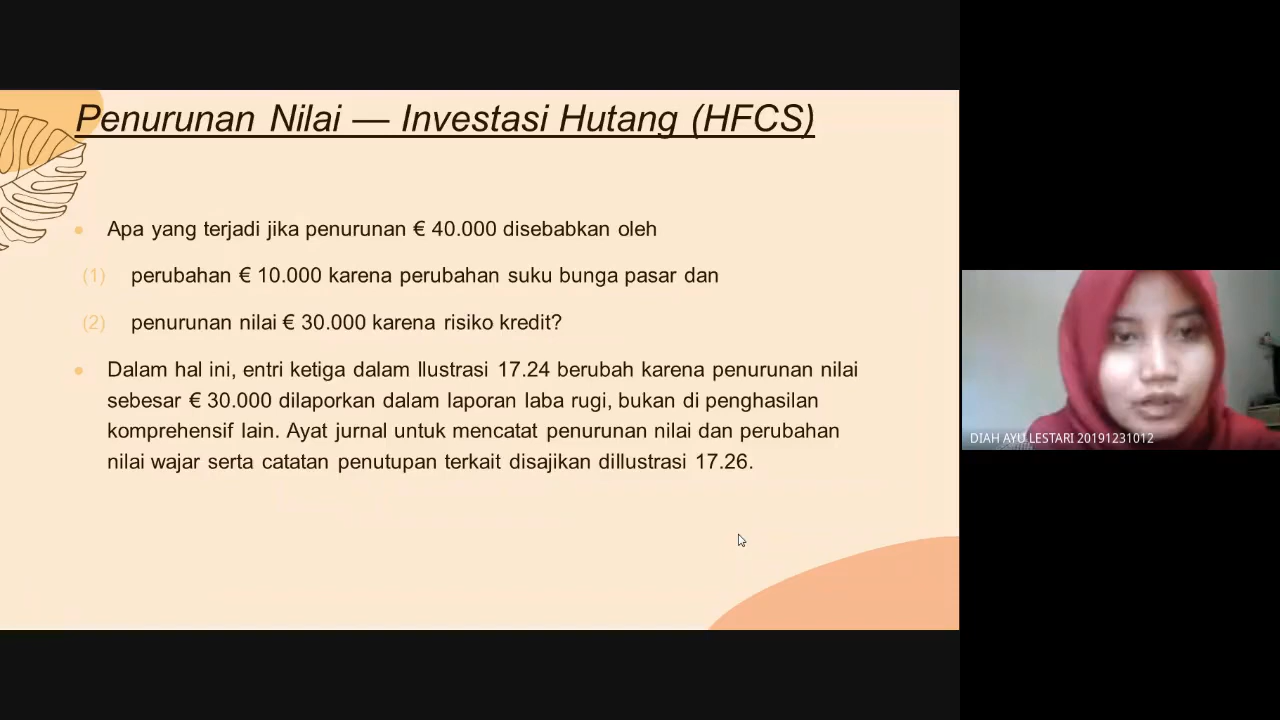 Penurunan Nilai — Investasi Hutang (HFCS)
• Apa yang terjadi jika penurunan € 40.000 disebabkan oleh
(1) perubahan € 10.000 karena perubahan suku bunga pasar dan
(2) penurunan nilai € 30.000 karena risiko kredit?
• Dalam hal ini, entri ketiga dalam Ilustrasi 17.24 berubah karena penurunan nilai
sebesar € 30.000 dilaporkan dalam laporan laba rugi, bukan di penghasilan
komprehensif lain. Ayat jurnal untuk mencatat penurunan nilai dan perubahan
nilai wajar serta catatan penutupan terkait disajikan dillustrasi 17.26.
DIAH AYU LESTARI 20191231012